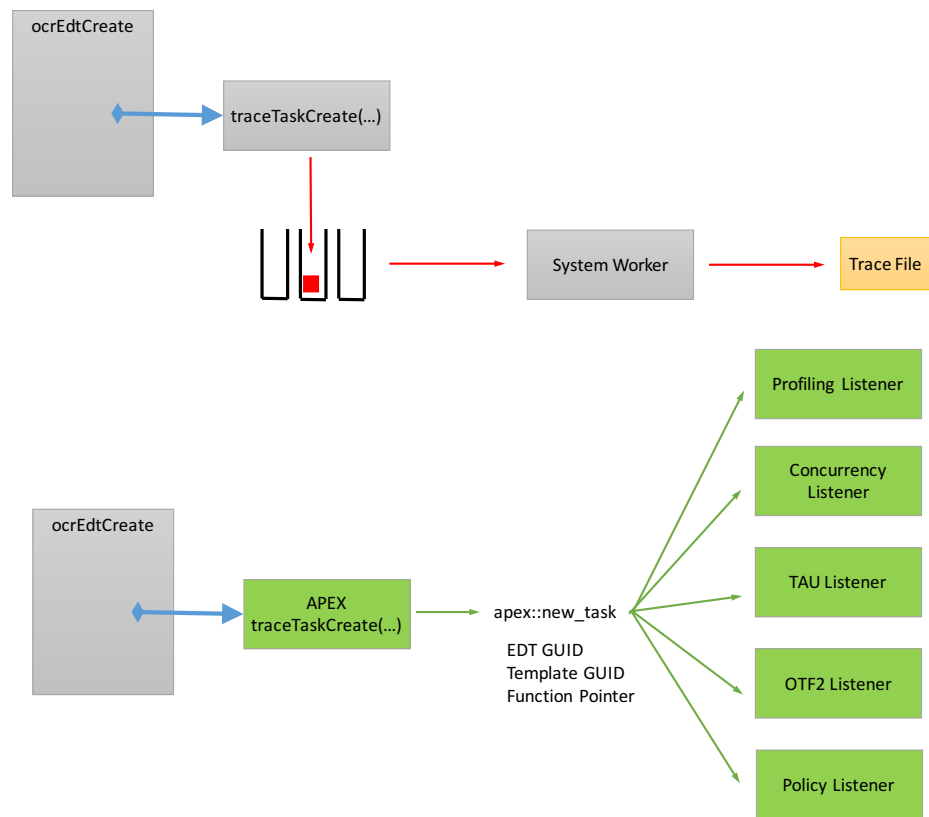 ocrEdtCreate
traceTaskCreate(...)
System Worker
Trace File
Profiling Listener
Concurrency
Listener
ocrEdtCreate
APEX
traceTaskCreate(...)
apex::new_task
EDT GUID
Template GUID
Function Pointer
TAU Listener
OTF2 Listener
Policy Listener